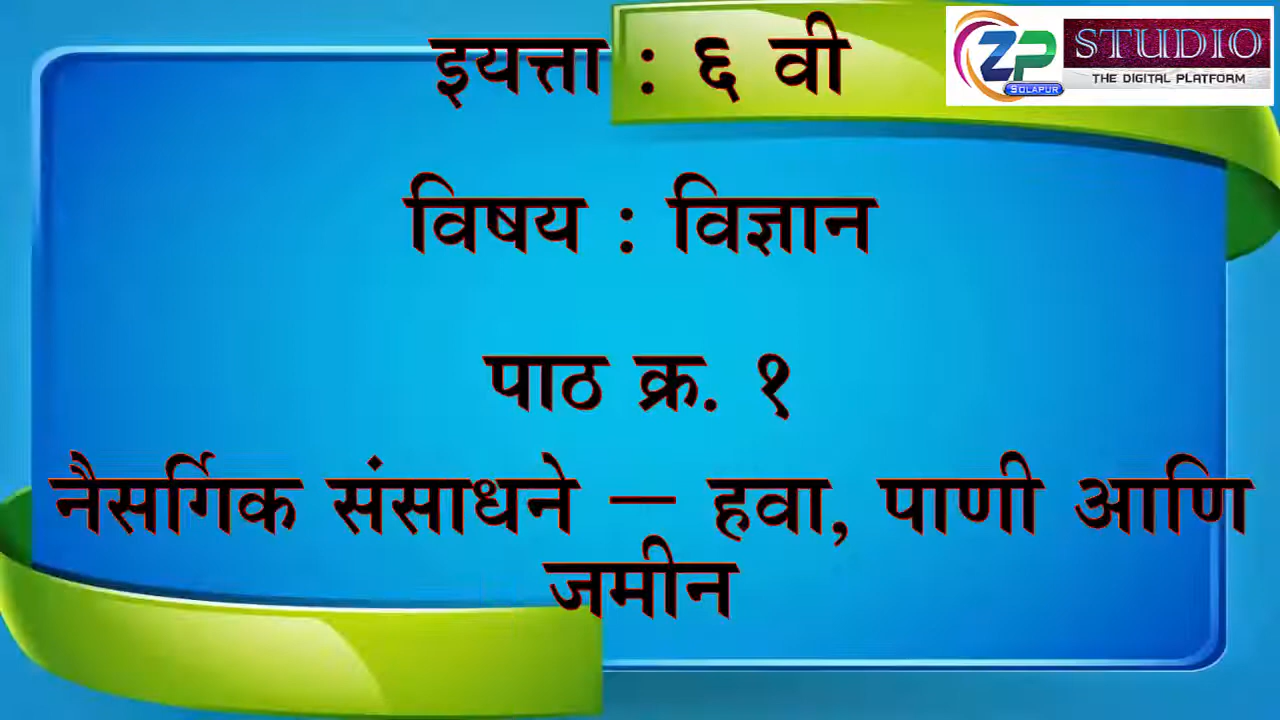 इयत्ता : ६ वी
ZP STUDIO
THE DIGITAL PLATFORM
SOLAPUR
विषय : विज्ञान
पाठ क्र. १
नैसर्गिक संसाधने – हवा, पाणी आणि
जमीन